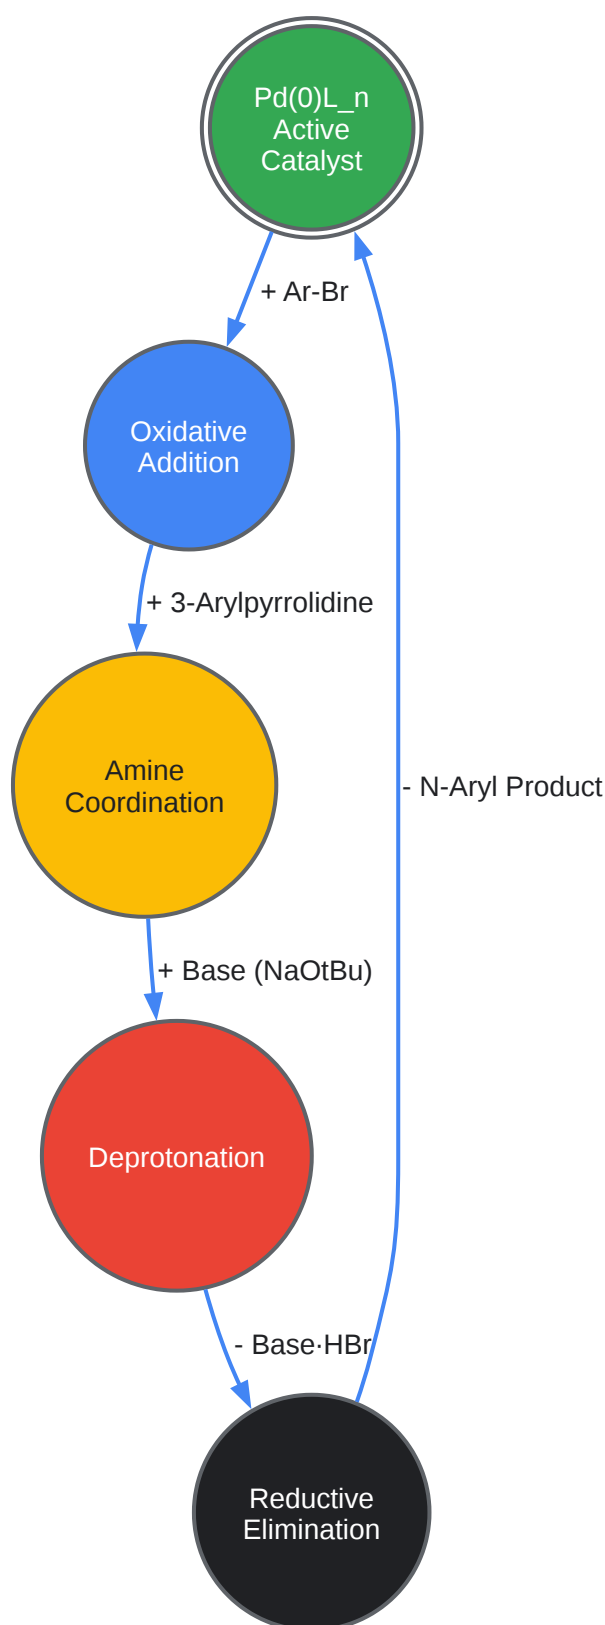 Pd(0)L_n
Active
Catalyst
+ Ar-Br
Oxidative
Addition
+ 3-Arylpyrrolidine
Amine
Coordination
- N-Aryl Product
+ Base (NaOtBu)
Deprotonation
- Base·HBr
Reductive
Elimination